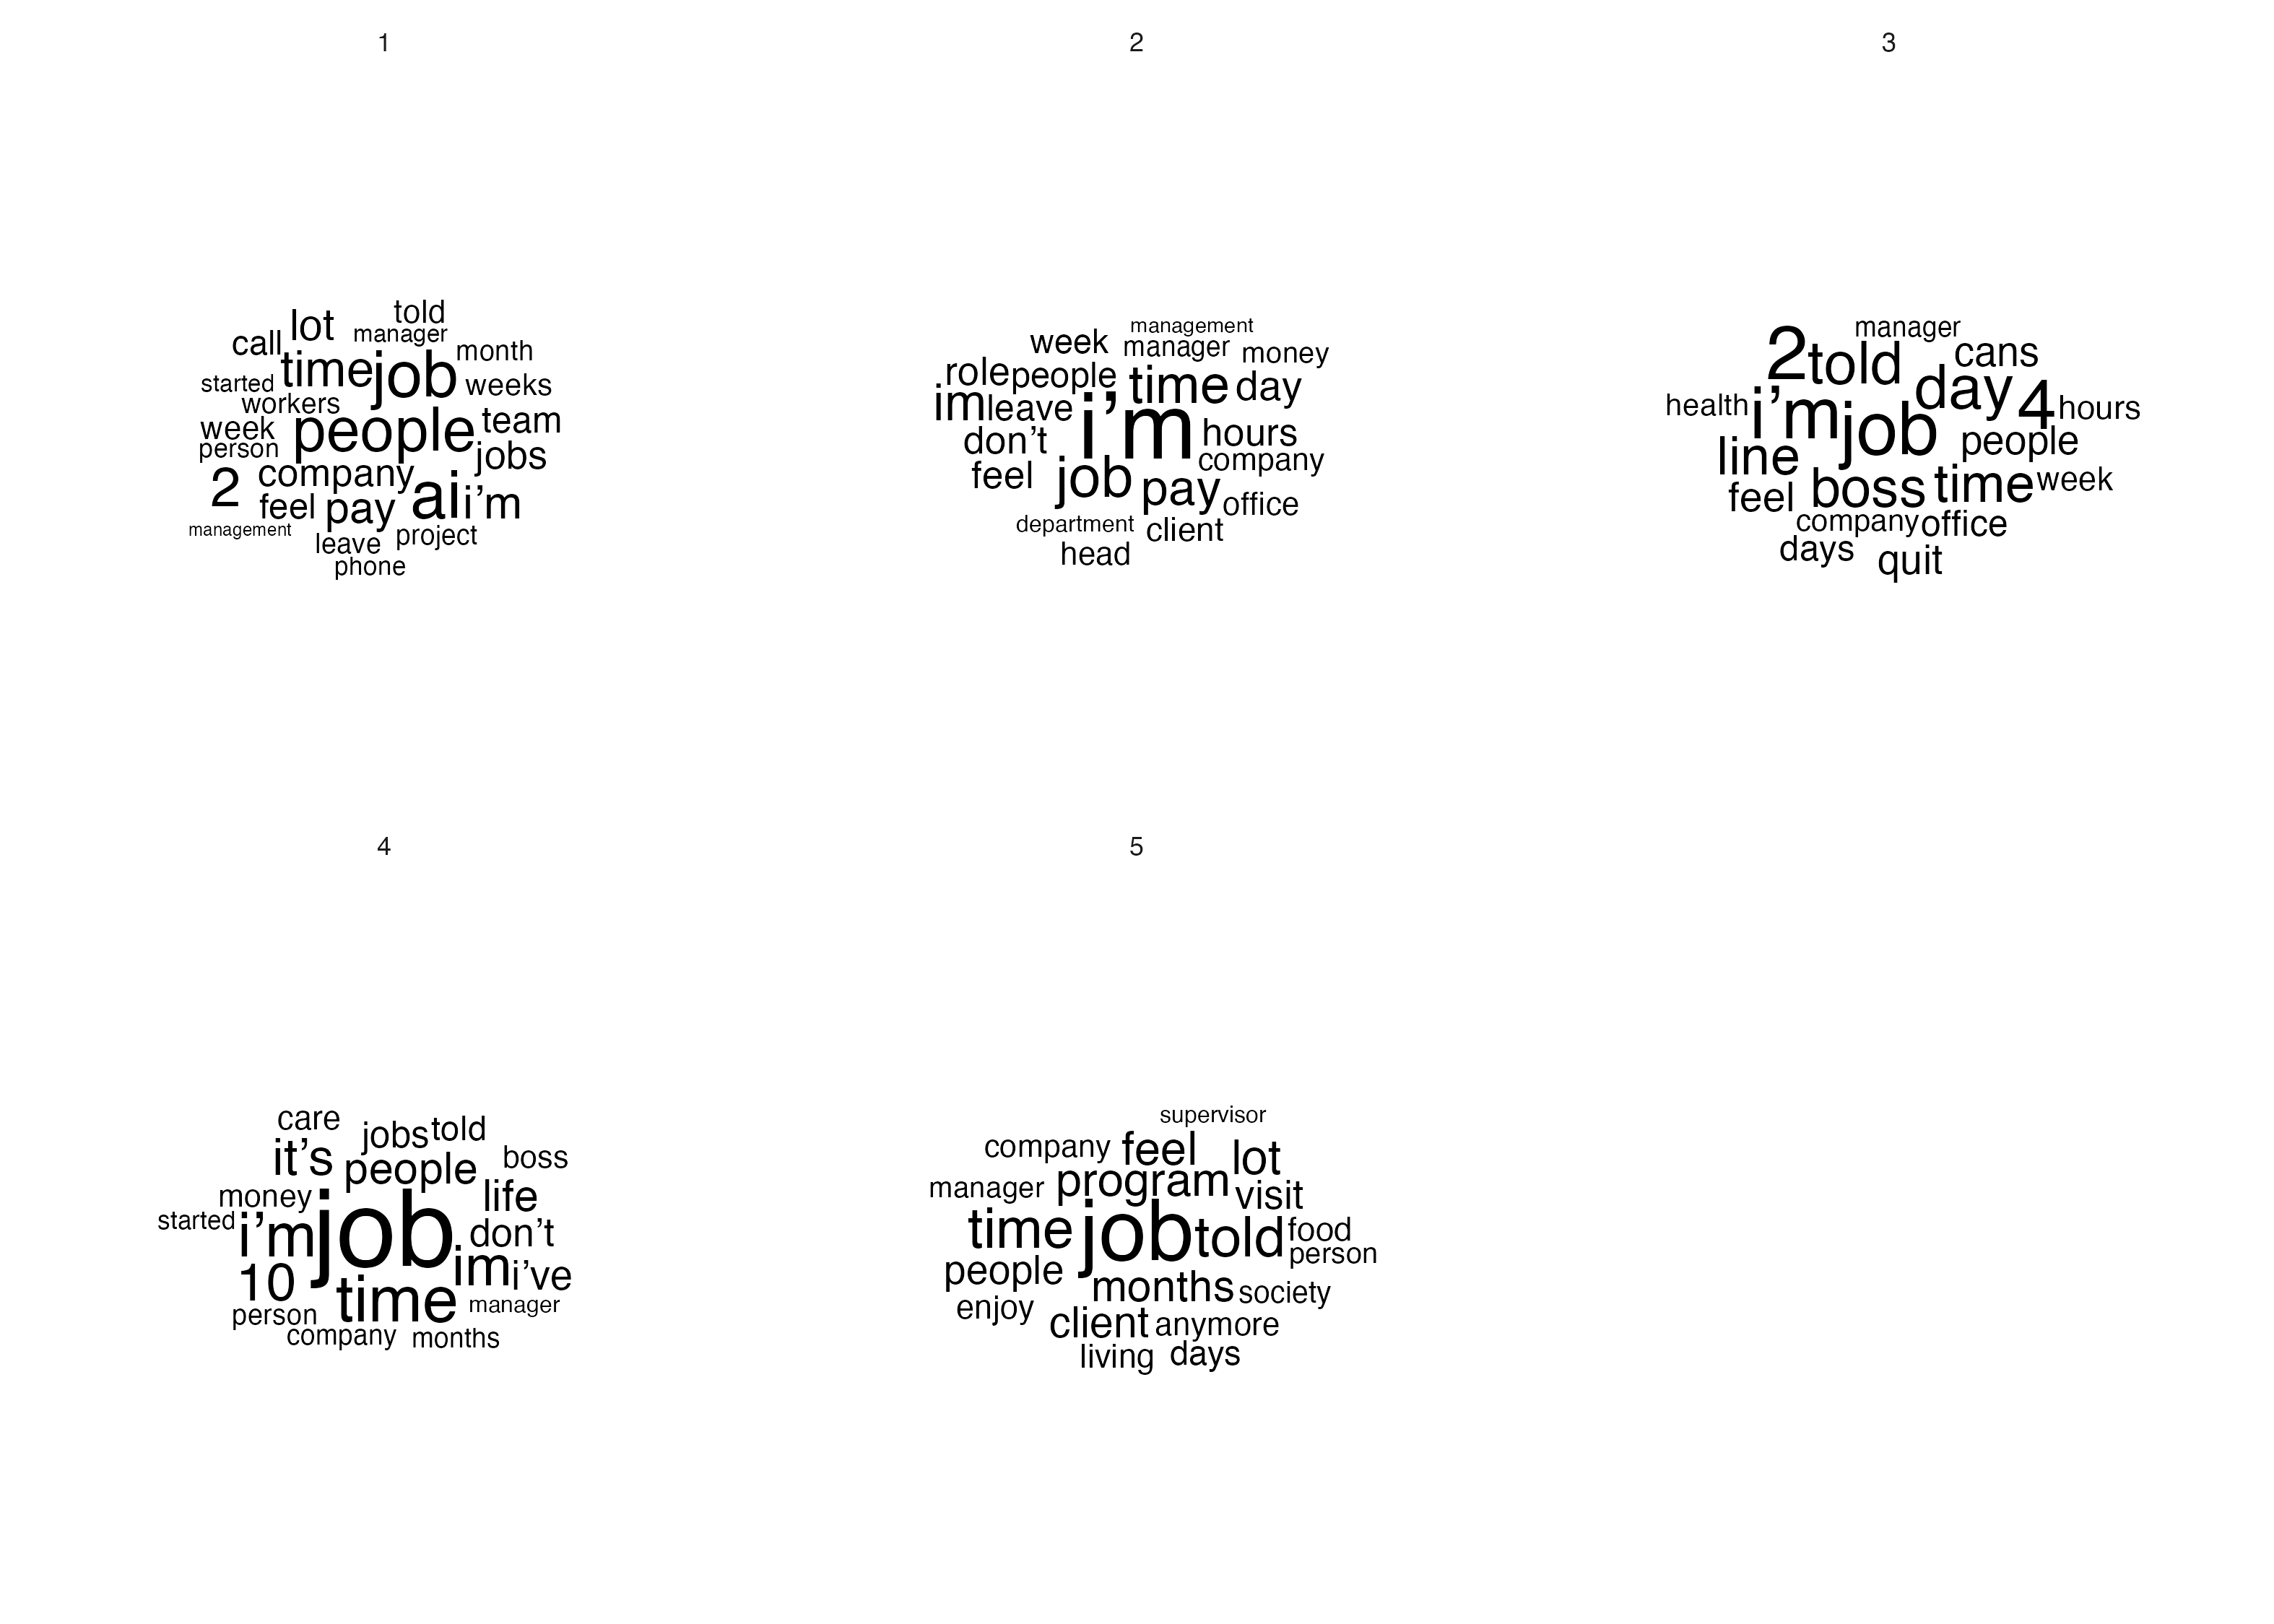 1
told
lot
manager
call
month
time job weeks
started
workers
people team
week
person
jobs
company
2 feel pay ai i’m
management
leave project
phone
2
management
week manager money
role people time day
im leave i’m
don’t hours
company
feel job pay
office
department client
head
3
manager
2 told cans
day
health i’m job 4 hours
people
line
feel boss time week
company office
days quit
4
care
jobs told
it’s people boss
money life
started i’m job don’t
im i’ve
10 time manager
person
company months
5
supervisor
company feel lot
manager program visit
time job told food
person
people months society
enjoy
client anymore
living days